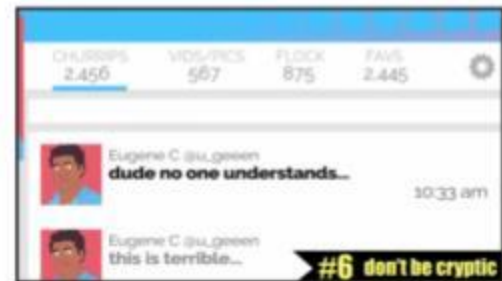 CHURRIPS VIDS/PICS FLOCK FAVS
2.456 567 875 2.445
Eugene C @u_geeen
dude no one understands...
10:33 am
Eugene C @u_geeen
this is terrible...
#6 don't be cryptic